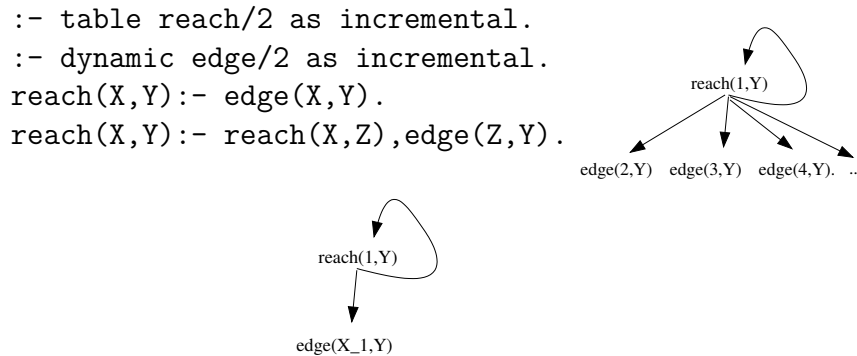 :- table reach/2 as incremental.
:- dynamic edge/2 as incremental.
reach(X,Y):- edge(X,Y).
reach(X,Y):- reach(X,Z),edge(Z,Y).
reach(1,Y)
edge(2,Y) edge(3,Y) edge(4,Y). ..
reach(1,Y)
edge(X_1,Y)